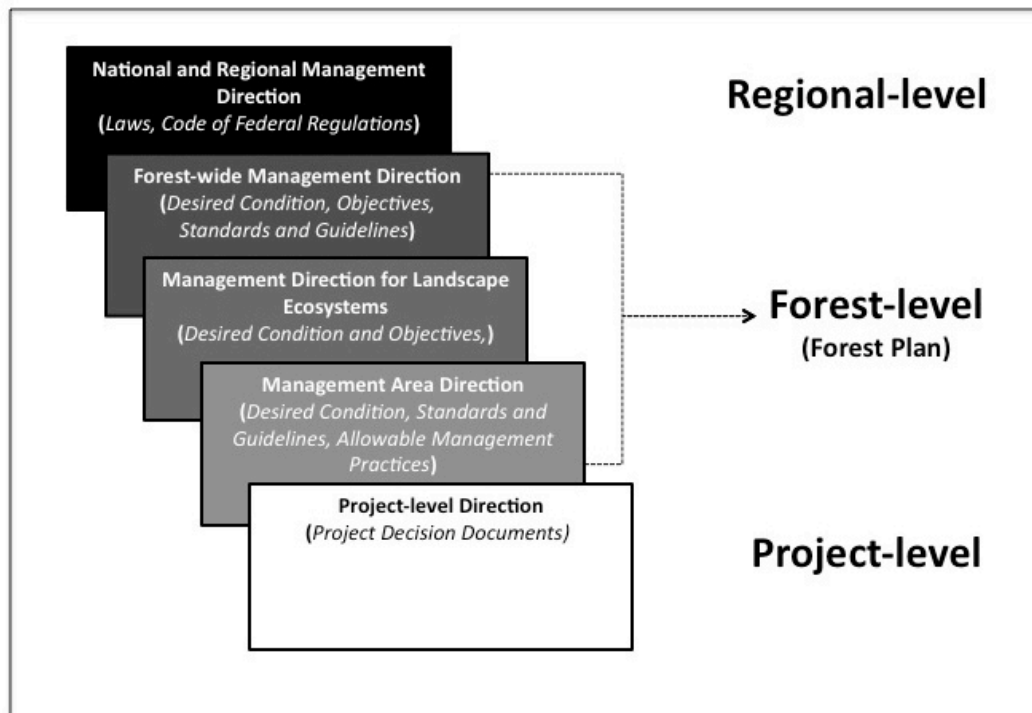 National and Regional Management
Direction
(Laws, Code of Federal Regulations)
Regional-level
Forest-wide Management Direction
(Desired Condition, Objectives,
Standards and Guidelines)
Management Direction for Landscape
Ecosystems
(Desired Condition and Objectives,)
Forest-level
(Forest Plan)
Management Area Direction
(Desired Condition, Standards and
Guidelines, Allowable Management
Practices)
Project-level Direction
(Project Decision Documents)
Project-level